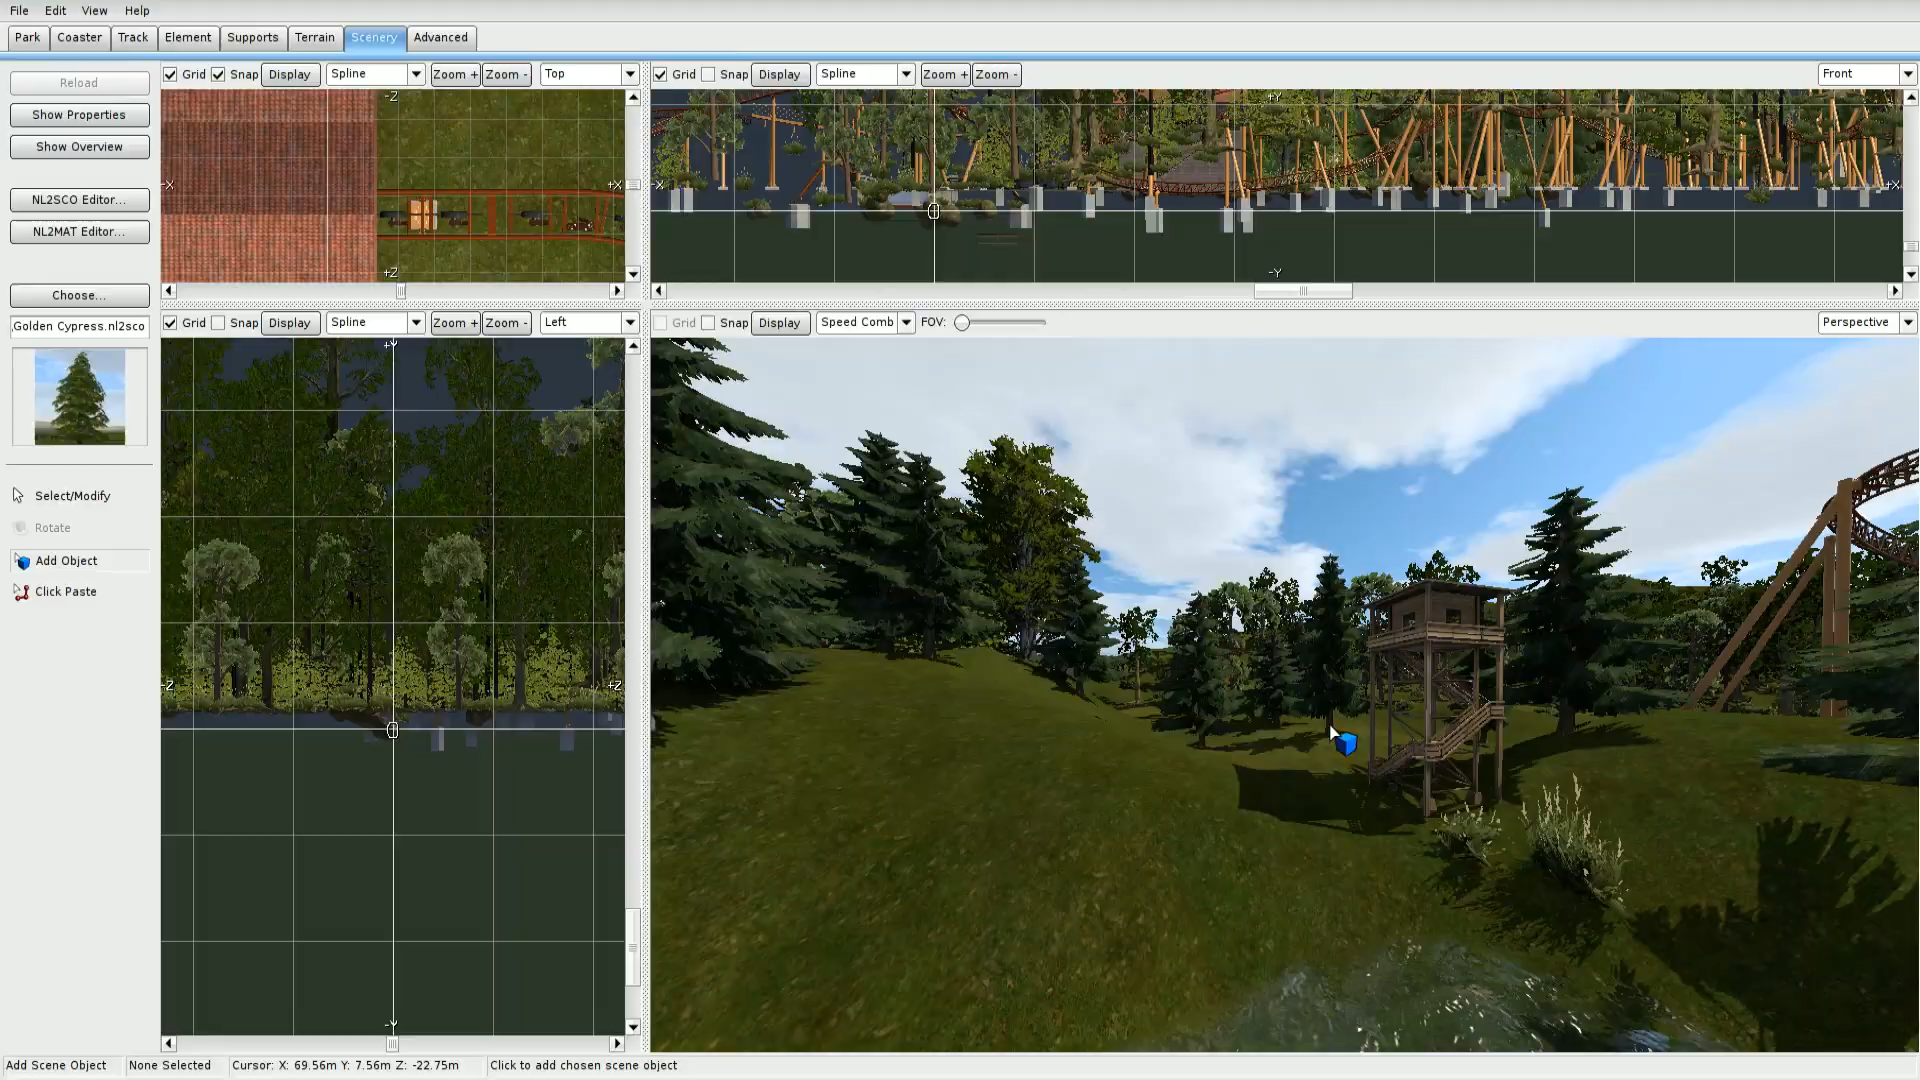 File Edit View Help
Park Coaster Track Element Supports Terrain Scenery Advanced
Reload
Show Properties
Show Overview
NL2SCO Editor...
NL2MAT Editor...
Choose...
Golden Cypress.nl2sco
Select/Modify
Rotate
Add Object
Click Paste
Grid Snap Display Spline Zoom + Zoom - Top
-Z
-X
+X
+Z
Grid Snap Display Spline Zoom + Zoom - Front
+Y
-X
+X
-Y
Grid Snap Display Spline Zoom + Zoom - Left
+Y
-Z
+Z
-Y
Grid Snap Display Speed Comb FOV: Perspective
Add Scene Object None Selected Cursor: X: 69.56m Y: 7.56m Z: -22.75m Click to add chosen scene object